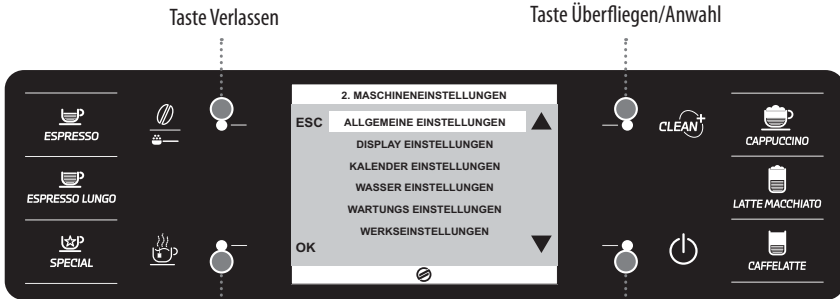 Taste Verlassen
Taste Überfliegen/Anwahl
2. MASCHINENEINSTELLUNGEN
ESC
ALLGEMEINE EINSTELLUNGEN
DISPLAY EINSTELLUNGEN
KALENDER EINSTELLUNGEN
WASSER EINSTELLUNGEN
WARTUNGS EINSTELLUNGEN
WERKSEINSTELLUNGEN
OK
ESPRESSO
ESPRESSO LUNGO
SPECIAL
CLEAN+
CAPPUCCINO
LATTE MACCHIATO
CAFFELATTE